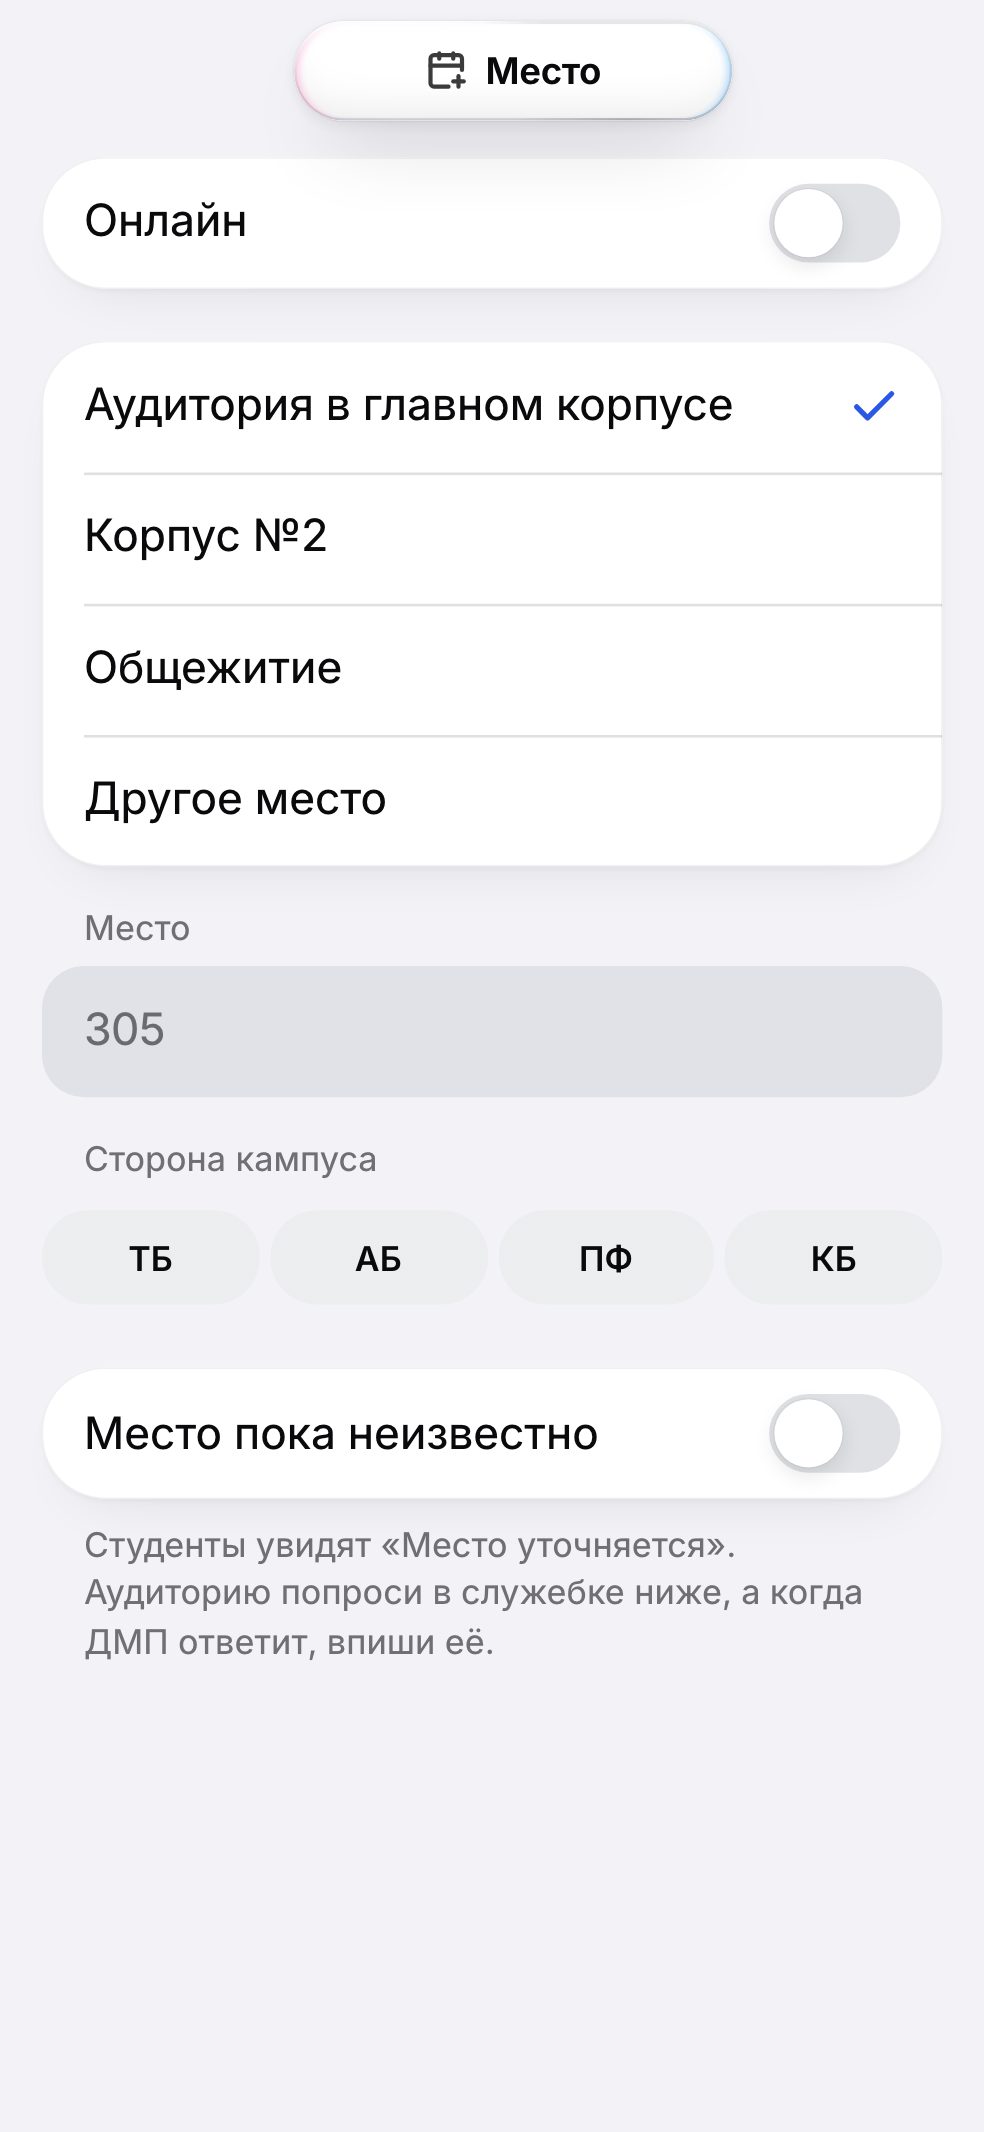 Место
Онлайн
Аудитория в главном корпусе
Корпус №2
Общежитие
Другое место
Место
305
Сторона кампуса
ТБ АБ ПФ КБ
Место пока неизвестно
Студенты увидят «Место уточняется».
Аудиторию попроси в служебке ниже, а когда
ДМП ответит, впиши её.